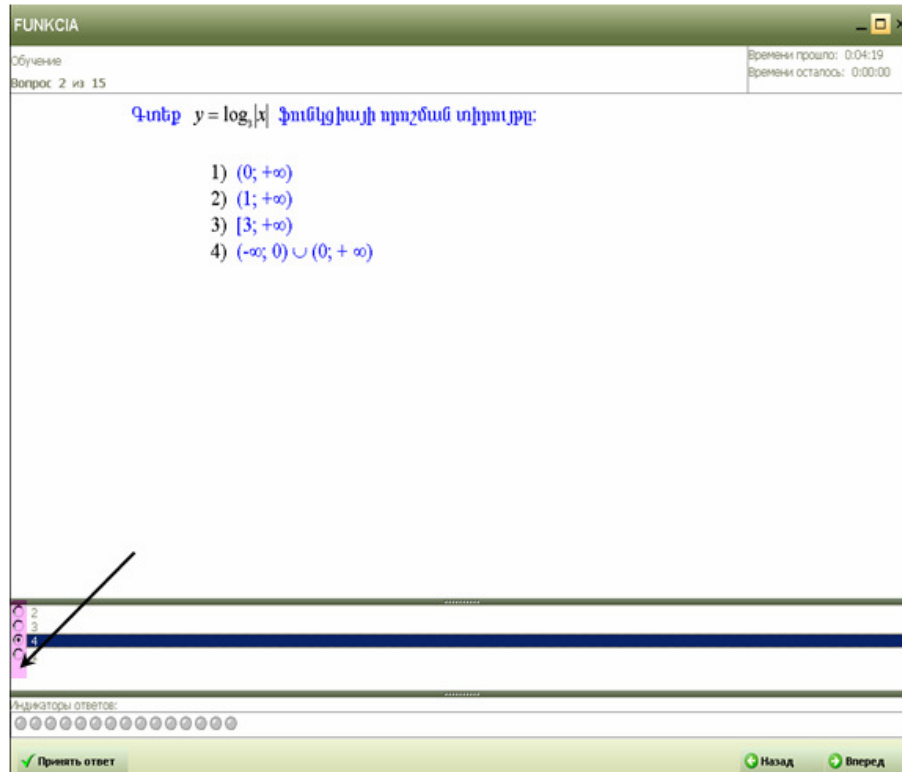 FUNKCIA
Обучение
Вопрос 2 из 15
Времени прошло: 0:04:19
Времени осталось: 0:00:00
Գտեք y = log₃|x| ֆունկցիայի որոշման տիրույթը:
1) (0; +∞)
2) (1; +∞)
3) [3; +∞)
4) (-∞; 0) ∪ (0; + ∞)
2
3
4
Индикаторы ответов:
Принять ответ
Назад
Вперед